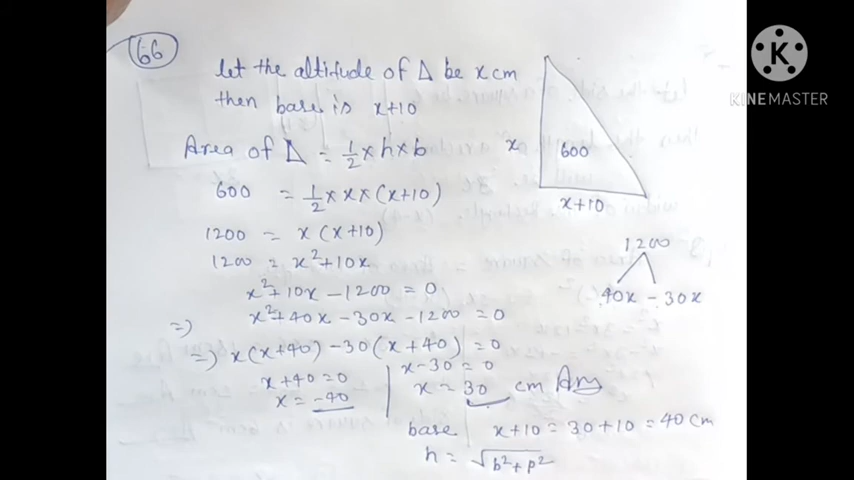 66
let the altitude of Δ be x cm
then base is x+10
Area of Δ = 1/2 × h × b
600 = 1/2 × x × (x+10)
1200 = x (x+10)
1200 = x² + 10x
x² + 10x - 1200 = 0
=> x² + 40x - 30x - 1200 = 0
=> x(x+40) - 30(x+40) = 0
x+40 = 0
x = -40
x - 30 = 0
x = 30 cm Ans
base x+10 = 30+10 = 40 cm
h = √b²+p²
x
600
x+10
1200
40x - 30x
K
KINEMASTER